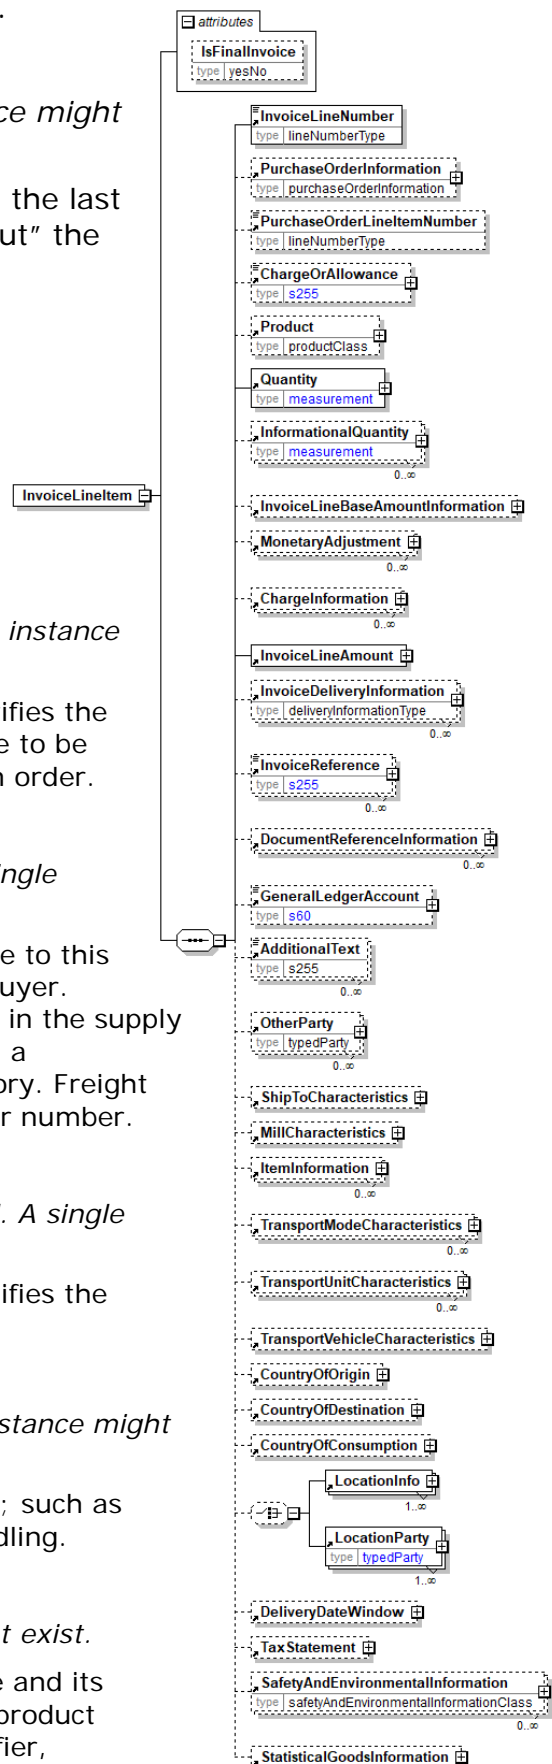 .
attributes
IsFinalInvoice
type yesNo
ce might
the last
ut" the
InvoiceLineNumber
type lineNumberType
PurchaseOrderInformation
type purchaseOrderInformation
PurchaseOrderLineItemNumber
type lineNumberType
ChargeOrAllowance
type s255
Product
type productClass
Quantity
type measurement
InformationalQuantity
type measurement
0..∞
InvoiceLineItem
InvoiceLineBaseAmountInformation
MonetaryAdjustment
0..∞
ChargeInformation
0..∞
instance
InvoiceLineAmount
InvoiceDeliveryInformation
type deliveryInformationType
0..∞
ifies the
e to be
n order.
InvoiceReference
type s255
0..∞
DocumentReferenceInformation
0..∞
ingle
GeneralLedgerAccount
type s60
AdditionalText
type s255
0..∞
e to this
uyer.
in the supply
a
ory. Freight
r number.
OtherParty
type typedParty
0..∞
ShipToCharacteristics
MillCharacteristics
ItemInformation
0..∞
. A single
TransportModeCharacteristics
0..∞
TransportUnitCharacteristics
0..∞
ifies the
TransportVehicleCharacteristics
CountryOfOrigin
CountryOfDestination
stance might
CountryOfConsumption
LocationInfo
1..∞
; such as
dling.
LocationParty
type typedParty
1..∞
DeliveryDateWindow
t exist.
TaxStatement
e and its
product
fier,
SafetyAndEnvironmentalInformation
type safetyAndEnvironmentalInformationClass
0..∞
StatisticalGoodsInformation